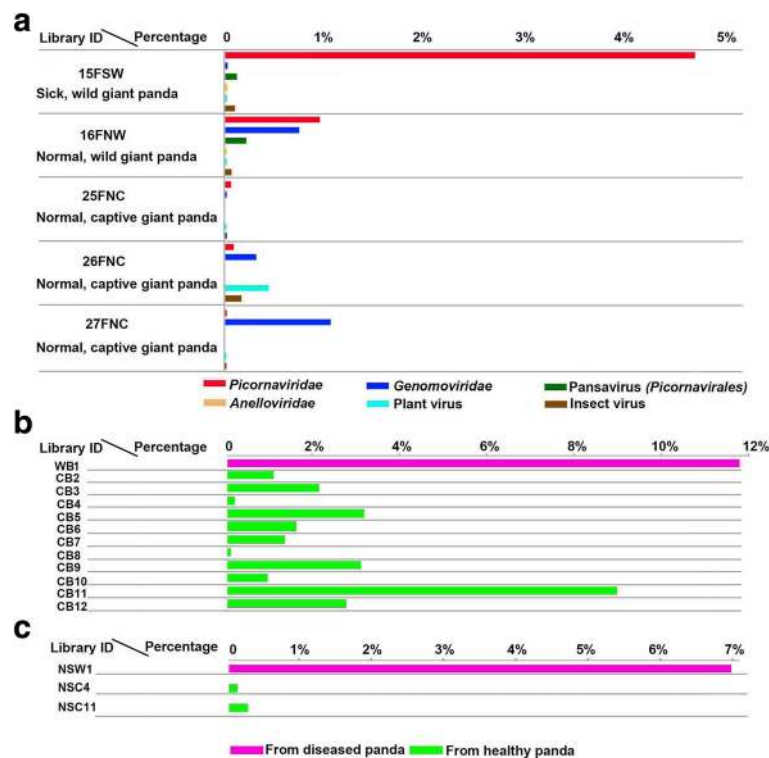 a
Library ID Percentage 0 1% 2% 3% 4% 5%
15FSW
Sick, wild giant panda
16FNW
Normal, wild giant panda
25FNC
Normal, captive giant panda
26FNC
Normal, captive giant panda
27FNC
Normal, captive giant panda
Picornaviridae Genomoviridae Pansavirus (Picornavirales)
Anelloviridae Plant virus Insect virus
b
Library ID Percentage 0 2% 4% 6% 8% 10% 12%
WB1
CB2
CB3
CB4
CB5
CB6
CB7
CB8
CB9
CB10
CB11
CB12
c
Library ID Percentage 0 1% 2% 3% 4% 5% 6% 7%
NSW1
NSC4
NSC11
From diseased panda From healthy panda